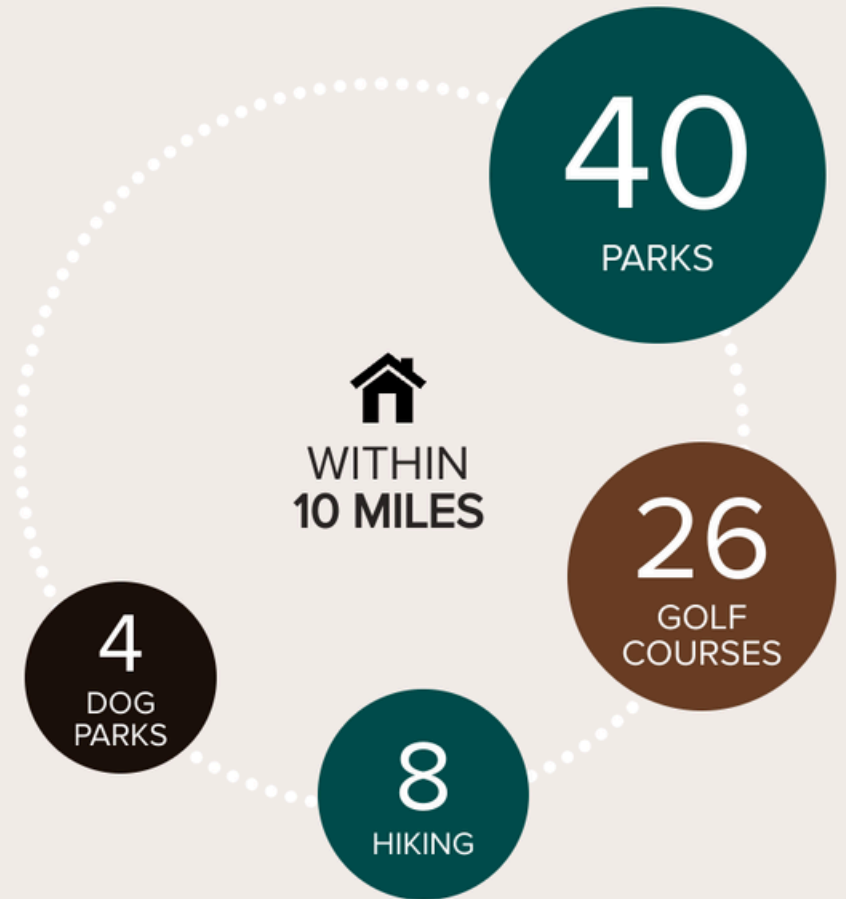 40
PARKS
WITHIN
10 MILES
26
GOLF
COURSES
4
DOG
PARKS
8
HIKING